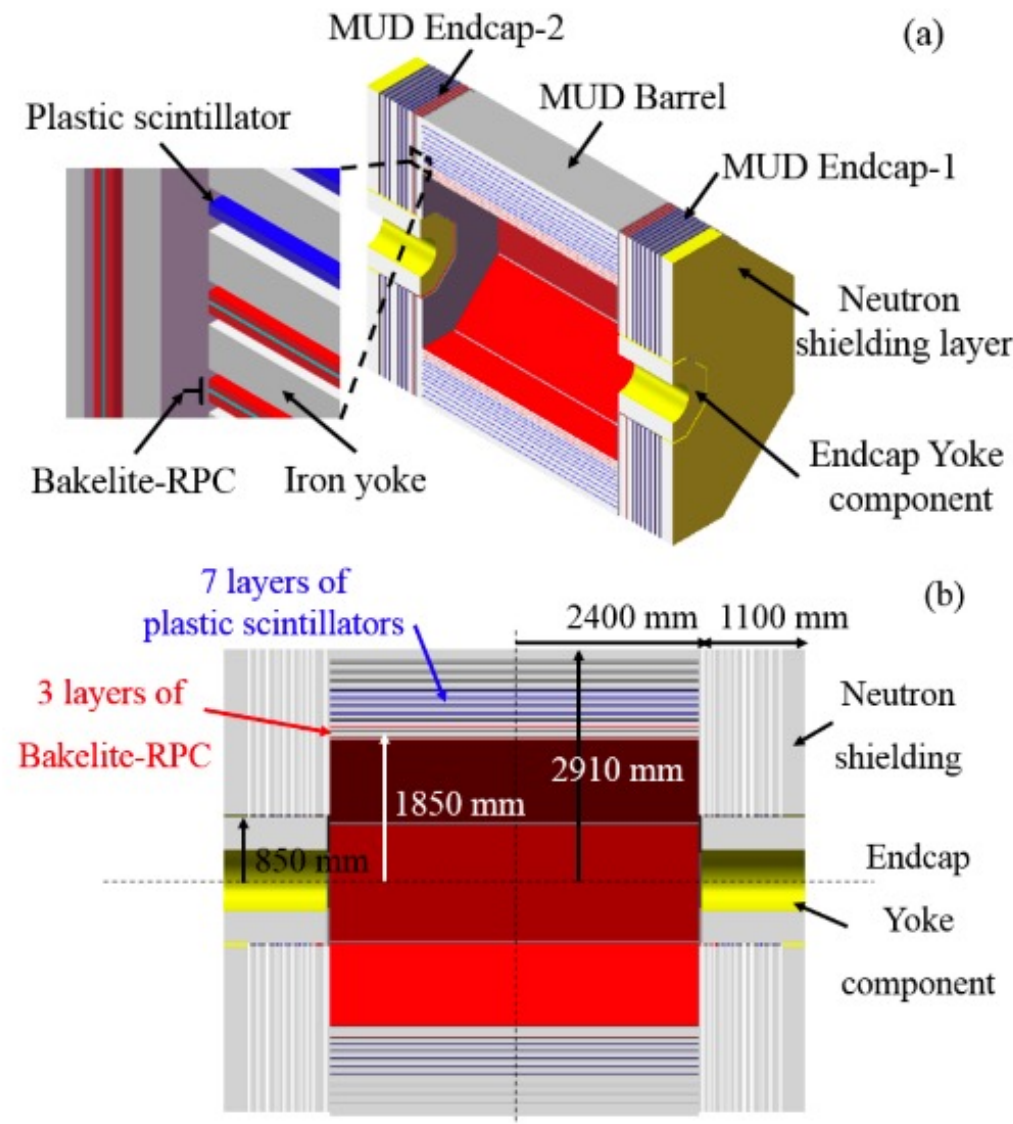 MUD Endcap-2
(a)
Plastic scintillator
MUD Barrel
MUD Endcap-1
Neutron
shielding layer
Bakelite-RPC
Iron yoke
Endcap Yoke
component
7 layers of
plastic scintillators
(b)
2400 mm
1100 mm
3 layers of
Bakelite-RPC
Neutron
shielding
2910 mm
1850 mm
850 mm
Endcap
Yoke
component